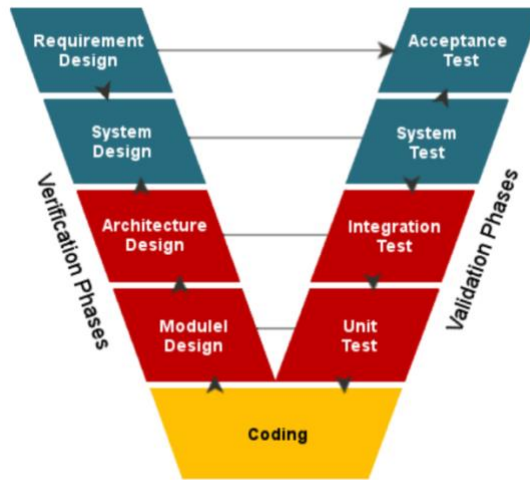 Requirement
Design
Acceptance
Test
System
Design
System
Test
Architecture
Design
Integration
Test
Modulel
Design
Unit
Test
Coding
Verification Phases
Validation Phases